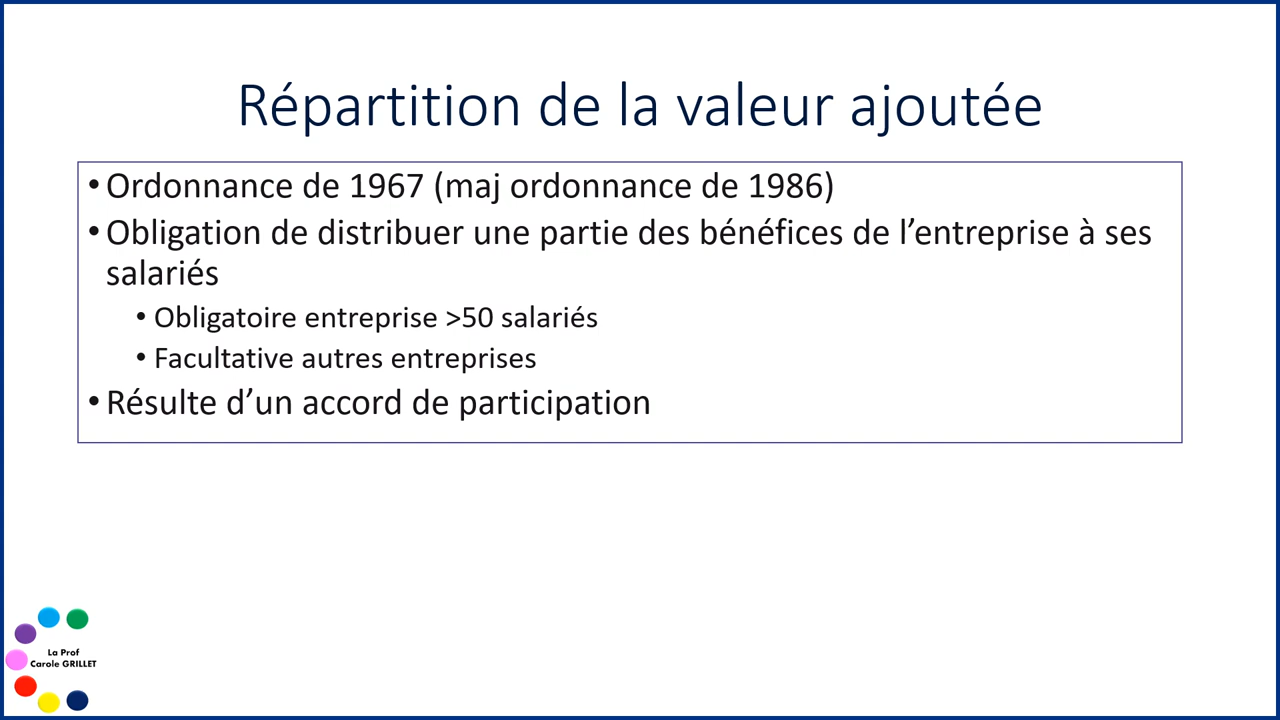 Répartition de la valeur ajoutée
• Ordonnance de 1967 (maj ordonnance de 1986)
• Obligation de distribuer une partie des bénéfices de l’entreprise à ses
salariés
• Obligatoire entreprise >50 salariés
• Facultative autres entreprises
• Résulte d’un accord de participation
La Prof
Carole GRILLET